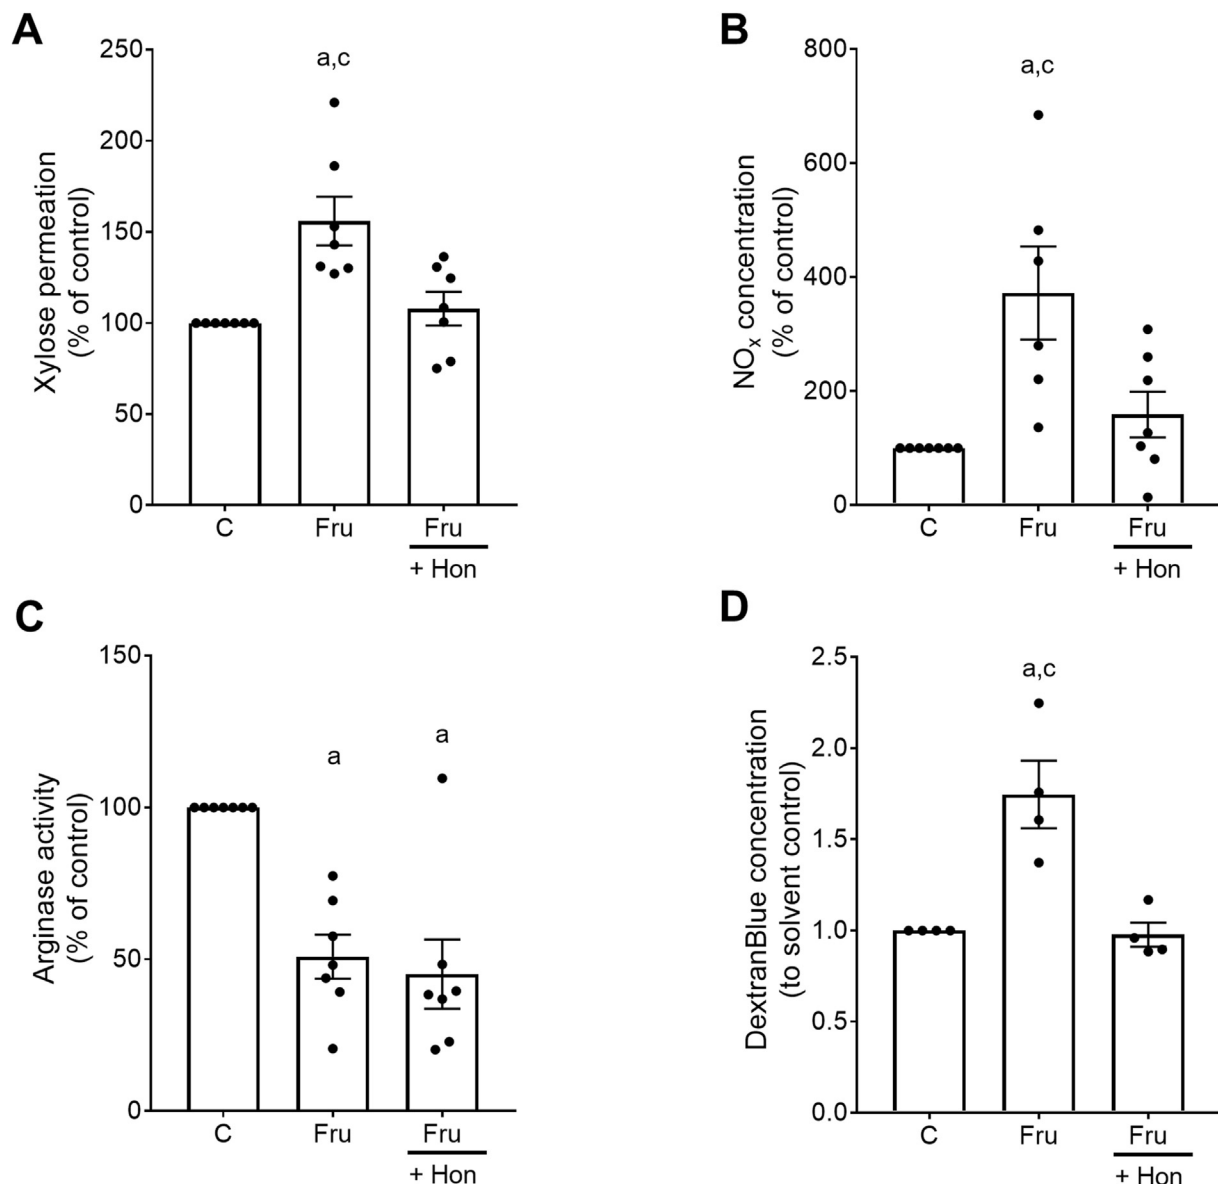 A
Xylose permeation
(% of control)
250
200
150
100
50
0
a,c
C
Fru
Fru
+ Hon
B
NOₓ concentration
(% of control)
800
600
400
200
0
a,c
C
Fru
Fru
+ Hon
C
Arginase activity
(% of control)
150
100
50
0
a
a
C
Fru
Fru
+ Hon
D
DextranBlue concentration
(to solvent control)
2.5
2.0
1.5
1.0
0.5
0.0
a,c
C
Fru
Fru
+ Hon